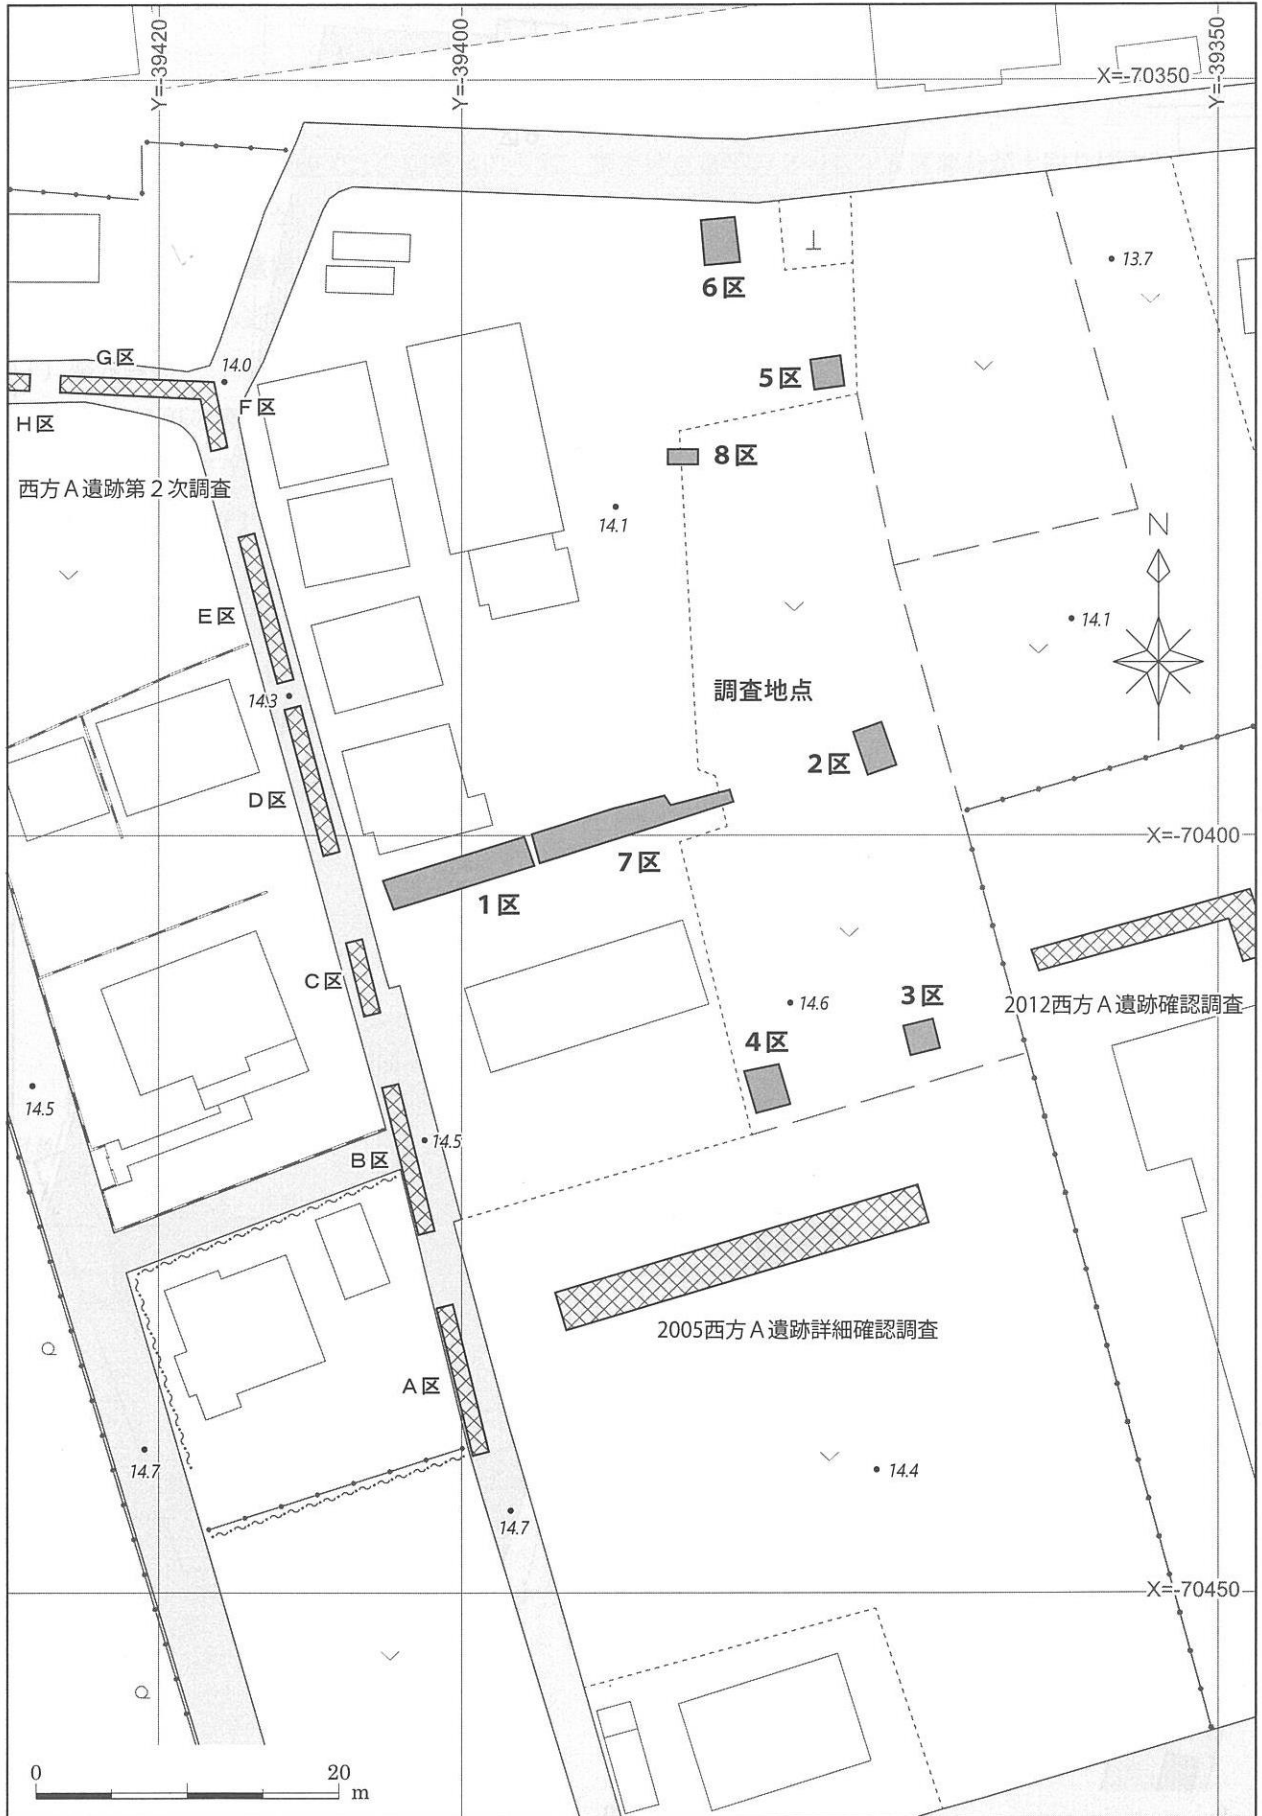 Y=-39420
Y=-39400
Y=-39350
X=-70350
6区
13.7
G区
14.0
5区
F区
H区
8区
西方A遺跡第2次調査
14.1
N
E区
14.1
14.3
調査地点
2区
D区
X=-70400
7区
1区
C区
3区
2012西方A遺跡確認調査
14.6
4区
14.5
14.5
B区
2005西方A遺跡詳細確認調査
A区
14.7
14.4
14.7
X=-70450
0 20 m